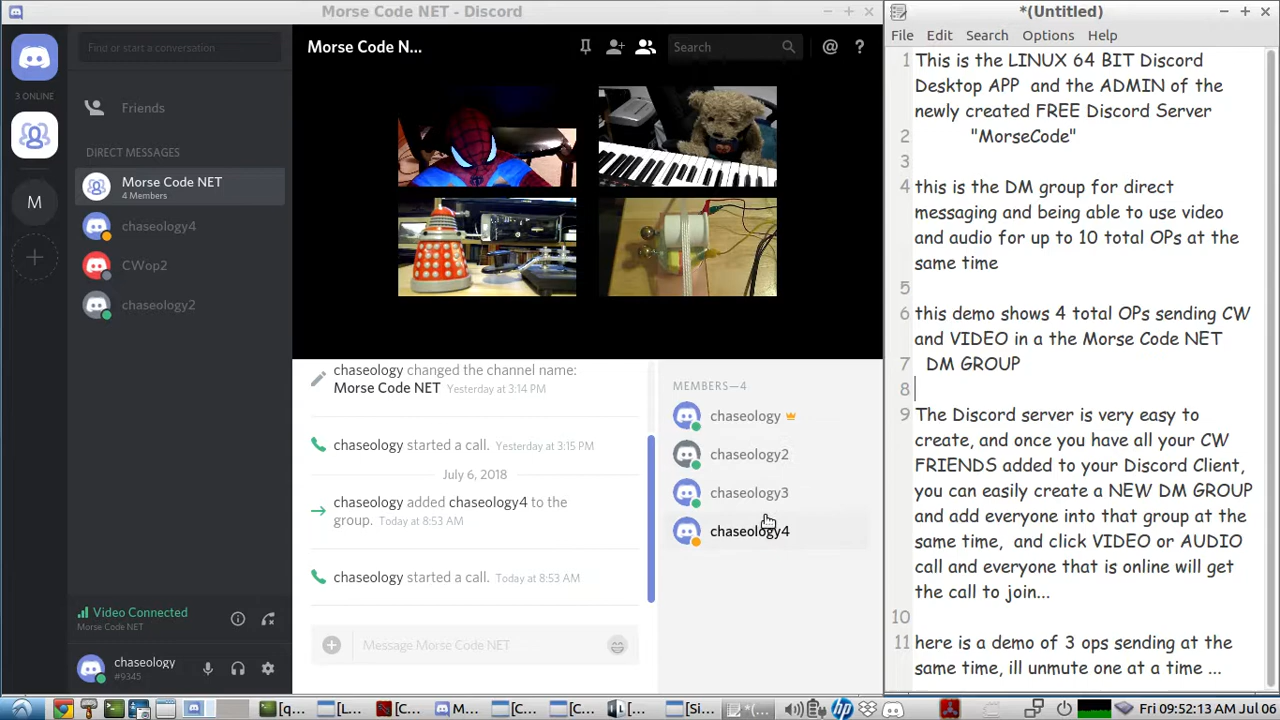 Morse Code NET - Discord
*(Untitled)
Find or start a conversation
Morse Code N...
Search
@
?
File Edit Search Options Help
3 ONLINE
Friends
DIRECT MESSAGES
Morse Code NET
4 Members
M
chaseology4
CWop2
chaseology2
chaseology changed the channel name:
Morse Code NET Yesterday at 3:14 PM
chaseology started a call. Yesterday at 3:15 PM
July 6, 2018
chaseology added chaseology4 to the
group. Today at 8:53 AM
chaseology started a call. Today at 8:53 AM
Message Morse Code NET
MEMBERS—4
chaseology
chaseology2
chaseology3
chaseology4
Video Connected
Morse Code NET
chaseology
#9345
1 This is the LINUX 64 BIT Discord
Desktop APP and the ADMIN of the
newly created FREE Discord Server
2 "MorseCode"
3
4 this is the DM group for direct
messaging and being able to use video
and audio for up to 10 total OPs at the
same time
5
6 this demo shows 4 total OPs sending CW
and VIDEO in a the Morse Code NET
7 DM GROUP
8
9 The Discord server is very easy to
create, and once you have all your CW
FRIENDS added to your Discord Client,
you can easily create a NEW DM GROUP
and add everyone into that group at the
same time, and click VIDEO or AUDIO
call and everyone that is online will get
the call to join...
10
11 here is a demo of 3 ops sending at the
same time, ill unmute one at a time ...
[q... [L... [C... M... [C... [C... [... [Si... *(... hp Fri Jul 06, 9:52:13 AM